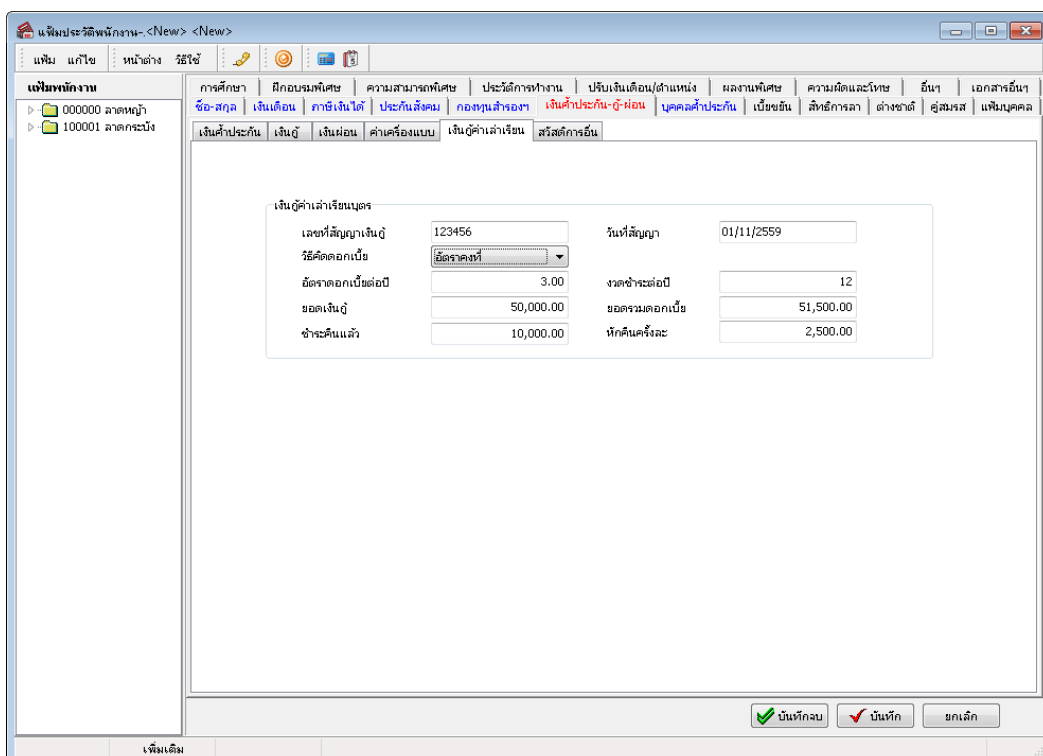 แฟ้มประวัติพนักงาน-.<New> <New>
แฟ้ม แก้ไข หน้าต่าง วิธีใช้
แฟ้มพนักงาน
000000 ลาดหญ้า
100001 ลาดกระบัง
การศึกษา ฝึกอบรมพิเศษ ความสามารถพิเศษ ประวัติการทำงาน ปรับเงินเดือน/ตำแหน่ง ผลงานพิเศษ ความผิดและโทษ อื่นๆ เอกสารอื่นๆ
ชื่อ-สกุล เงินเดือน ภาษีเงินได้ ประกันสังคม กองทุนสำรองฯ เงินค้ำประกัน-กู้-ผ่อน บุคคลค้ำประกัน เบี้ยขยัน สิทธิการลา ต่างชาติ คู่สมรส แฟ้มบุคคล
เงินค้ำประกัน เงินกู้ เงินผ่อน ค่าเครื่องแบบ เงินกู้ค่าเล่าเรียน สวัสดิการอื่น
เงินกู้ค่าเล่าเรียนบุตร
เลขที่สัญญาเงินกู้ 123456 วันที่สัญญา 01/11/2559
วิธีคิดดอกเบี้ย อัตราคงที่
อัตราดอกเบี้ยต่อปี 3.00 งวดชำระต่อปี 12
ยอดเงินกู้ 50,000.00 ยอดรวมดอกเบี้ย 51,500.00
ชำระคืนแล้ว 10,000.00 หักคืนครั้งละ 2,500.00
บันทึกจบ บันทึก ยกเลิก
เพิ่มเติม